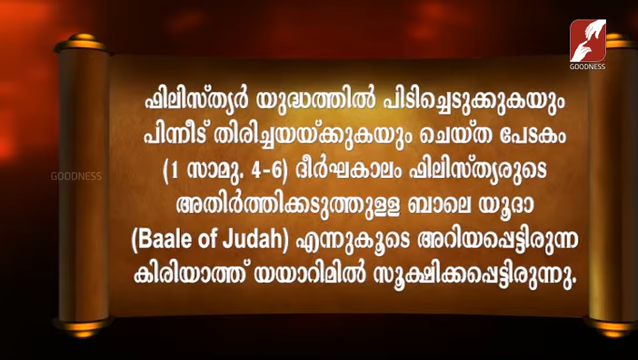 GOODNESS
GOODNESS
ഫിലിസ്ത്യർ യുദ്ധത്തിൽ പിടിച്ചെടുക്കുകയും
പിന്നീട് തിരിച്ചയയ്ക്കുകയും ചെയ്ത പേടകം
(1 സാമു. 4-6) ദീർഘകാലം ഫിലിസ്ത്യരുടെ
അതിർത്തിക്കടുത്തുള്ള ബാലെ യൂദാ
(Baale of Judah) എന്നുകൂടെ അറിയപ്പെട്ടിരുന്ന
കിരിയാത്ത് യയാറിമിൽ സൂക്ഷിക്കപ്പെട്ടിരുന്നു.